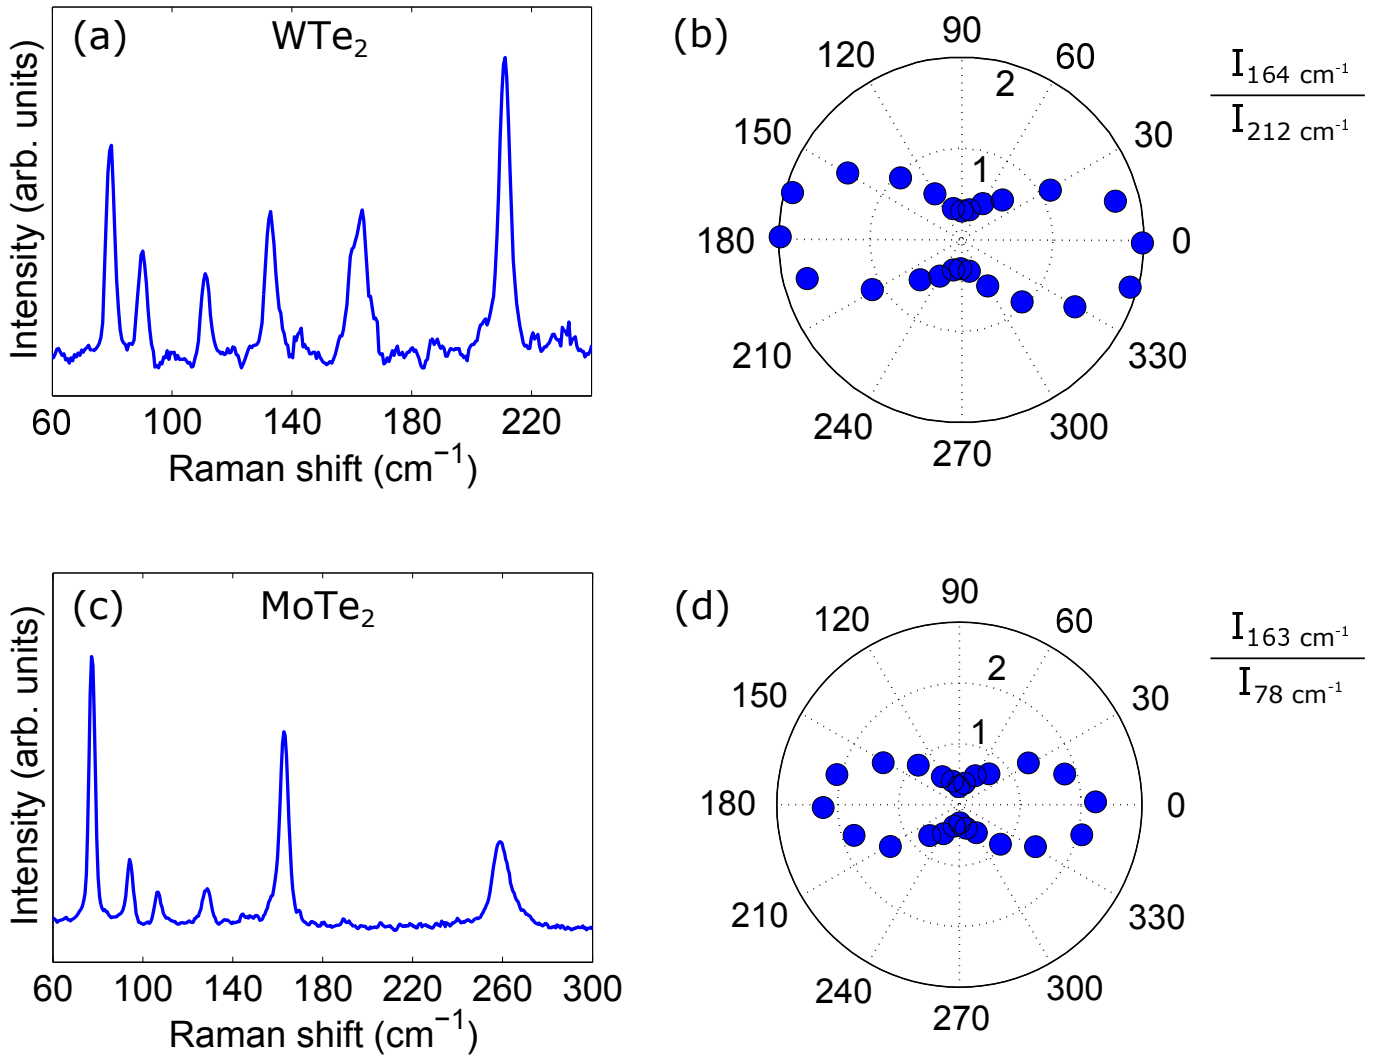 (a) WTe₂
Intensity (arb. units)
60 100 140 180 220
Raman shift (cm⁻¹)
(b)
90
120 60
2
150 30
1
180 0
210 330
240 300
270
I₁₆₄ cm⁻¹
I₂₁₂ cm⁻¹
(c) MoTe₂
Intensity (arb. units)
60 100 140 180 220 260 300
Raman shift (cm⁻¹)
(d)
90
120 60
2
150 30
1
180 0
210 330
240 300
270
I₁₆₃ cm⁻¹
I₇₈ cm⁻¹